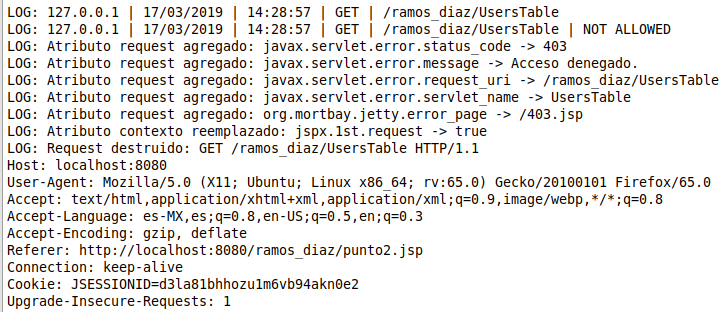 LOG: 127.0.0.1 | 17/03/2019 | 14:28:57 | GET | /ramos_diaz/UsersTable
LOG: 127.0.0.1 | 17/03/2019 | 14:28:57 | GET | /ramos_diaz/UsersTable | NOT ALLOWED
LOG: Atributo request agregado: javax.servlet.error.status_code -> 403
LOG: Atributo request agregado: javax.servlet.error.message -> Acceso denegado.
LOG: Atributo request agregado: javax.servlet.error.request_uri -> /ramos_diaz/UsersTable
LOG: Atributo request agregado: javax.servlet.error.servlet_name -> UsersTable
LOG: Atributo request agregado: org.mortbay.jetty.error_page -> /403.jsp
LOG: Atributo contexto reemplazado: jspx.1st.request -> true
LOG: Request destruido: GET /ramos_diaz/UsersTable HTTP/1.1
Host: localhost:8080
User-Agent: Mozilla/5.0 (X11; Ubuntu; Linux x86_64; rv:65.0) Gecko/20100101 Firefox/65.0
Accept: text/html,application/xhtml+xml,application/xml;q=0.9,image/webp,*/*;q=0.8
Accept-Language: es-MX,es;q=0.8,en-US;q=0.5,en;q=0.3
Accept-Encoding: gzip, deflate
Referer: http://localhost:8080/ramos_diaz/punto2.jsp
Connection: keep-alive
Cookie: JSESSIONID=d3la81bhhozu1m6vb94akn0e2
Upgrade-Insecure-Requests: 1